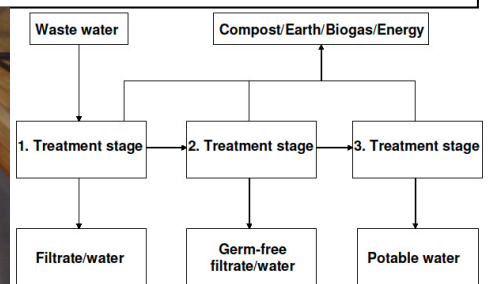 Waste water
Compost/Earth/Biogas/Energy
1. Treatment stage
2. Treatment stage
3. Treatment stage
Filtrate/water
Germ-free
filtrate/water
Potable water